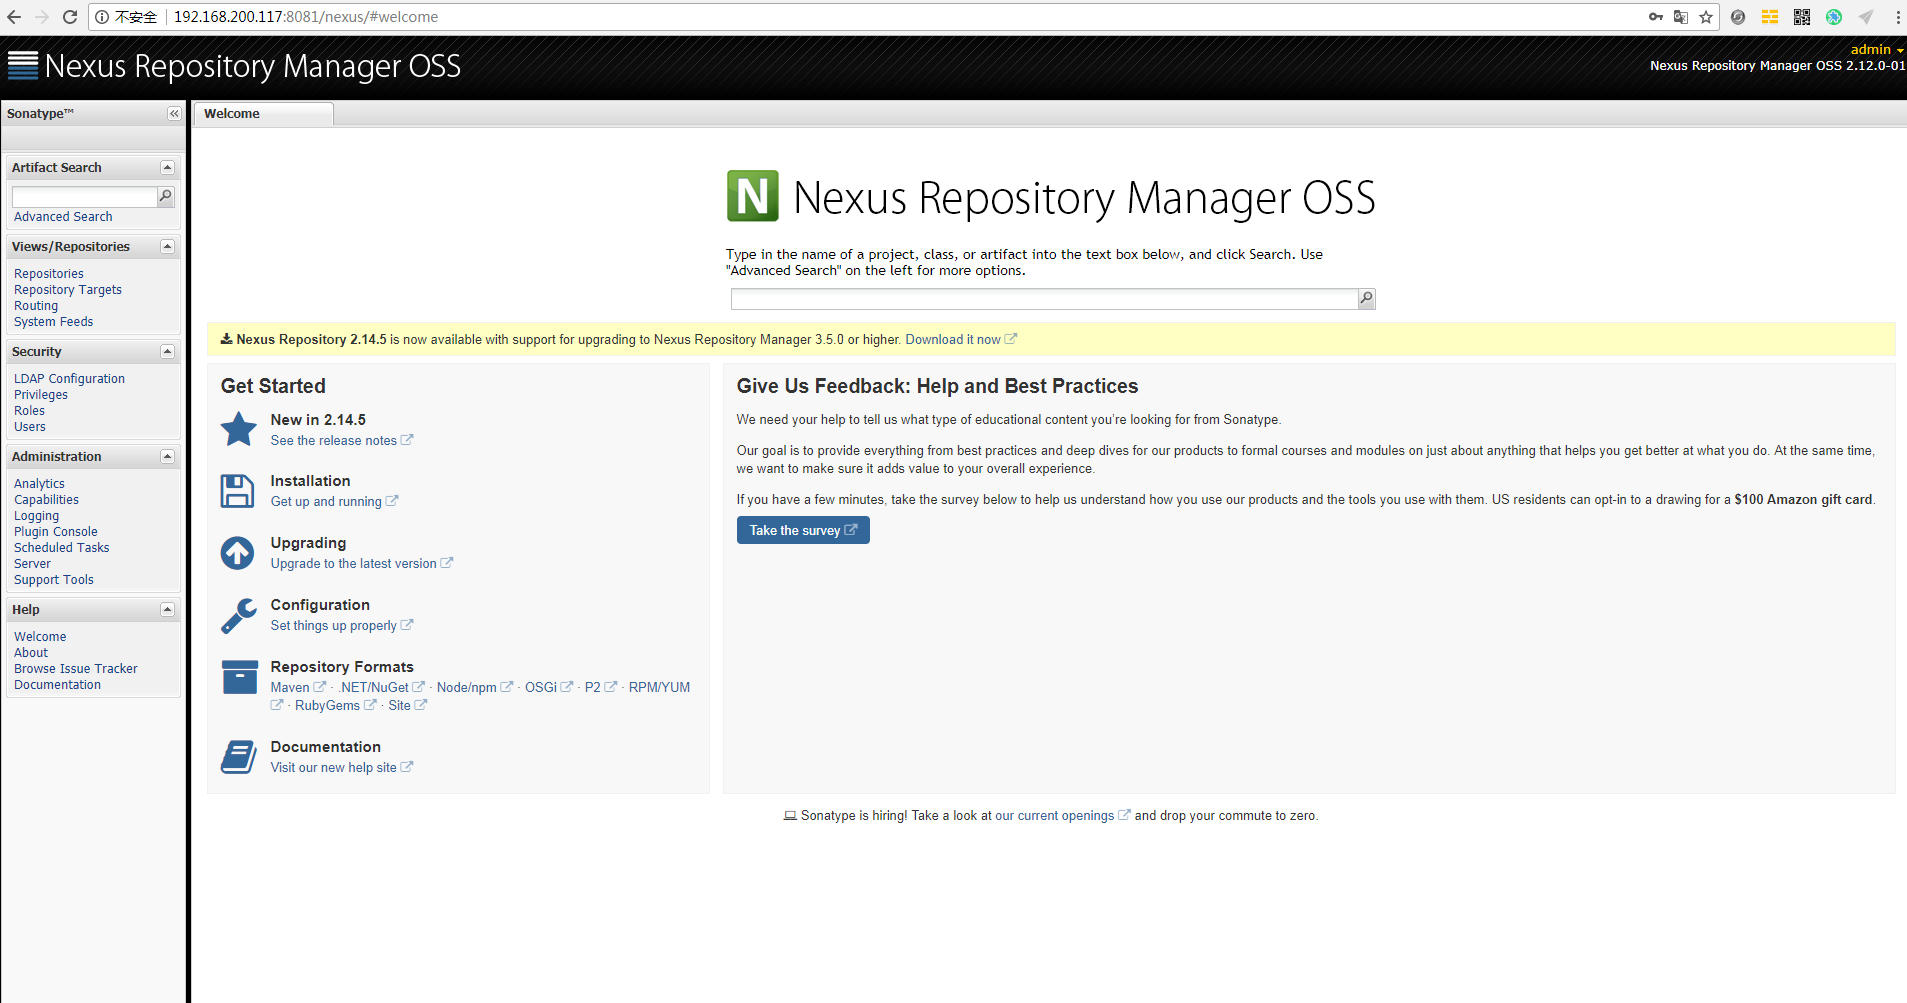 不安全 192.168.200.117:8081/nexus/#welcome
Nexus Repository Manager OSS
admin
Nexus Repository Manager OSS 2.12.0-01
Sonatype™
Artifact Search
Advanced Search
Views/Repositories
Repositories
Repository Targets
Routing
System Feeds
Security
LDAP Configuration
Privileges
Roles
Users
Administration
Analytics
Capabilities
Logging
Plugin Console
Scheduled Tasks
Server
Support Tools
Help
Welcome
About
Browse Issue Tracker
Documentation
Welcome
N Nexus Repository Manager OSS
Type in the name of a project, class, or artifact into the text box below, and click Search. Use
"Advanced Search" on the left for more options.
Nexus Repository 2.14.5 is now available with support for upgrading to Nexus Repository Manager 3.5.0 or higher. Download it now
Get Started
New in 2.14.5
See the release notes
Installation
Get up and running
Upgrading
Upgrade to the latest version
Configuration
Set things up properly
Repository Formats
Maven · .NET/NuGet · Node/npm · OSGi · P2 · RPM/YUM
· RubyGems · Site
Documentation
Visit our new help site
Give Us Feedback: Help and Best Practices
We need your help to tell us what type of educational content you're looking for from Sonatype.
Our goal is to provide everything from best practices and deep dives for our products to formal courses and modules on just about anything that helps you get better at what you do. At the same time,
we want to make sure it adds value to your overall experience.
If you have a few minutes, take the survey below to help us understand how you use our products and the tools you use with them. US residents can opt-in to a drawing for a $100 Amazon gift card.
Take the survey
Sonatype is hiring! Take a look at our current openings and drop your commute to zero.